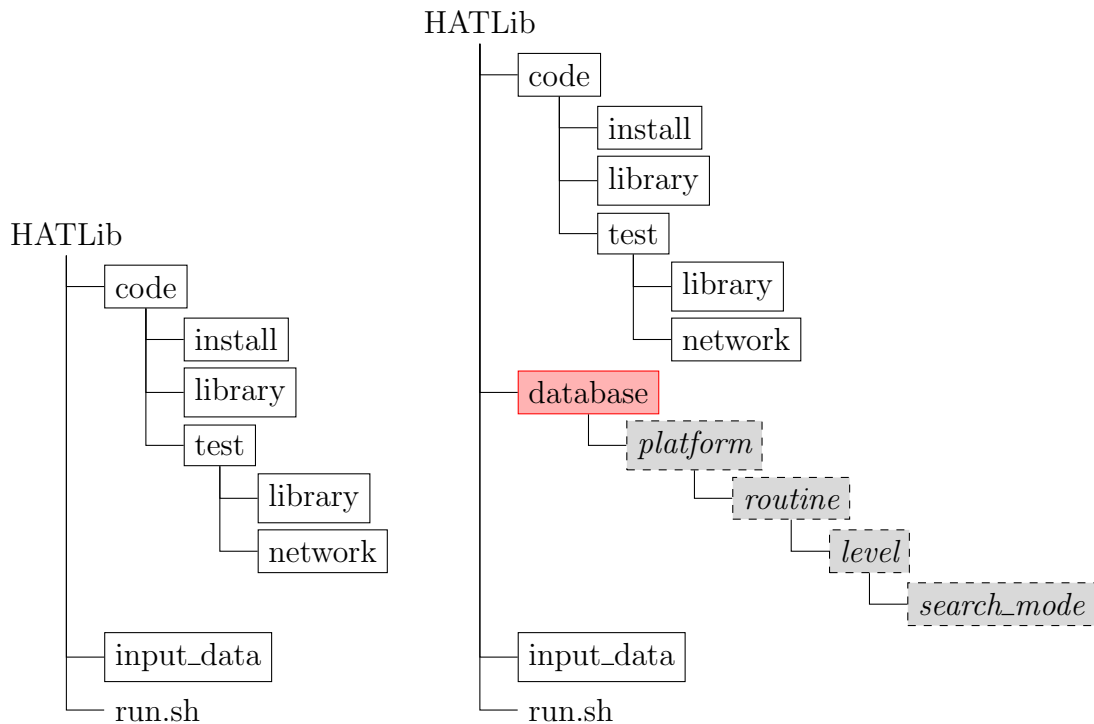 HATLib
code
install
library
test
library
network
input_data
run.sh
HATLib
code
install
library
test
library
network
database
platform
routine
level
search_mode
input_data
run.sh